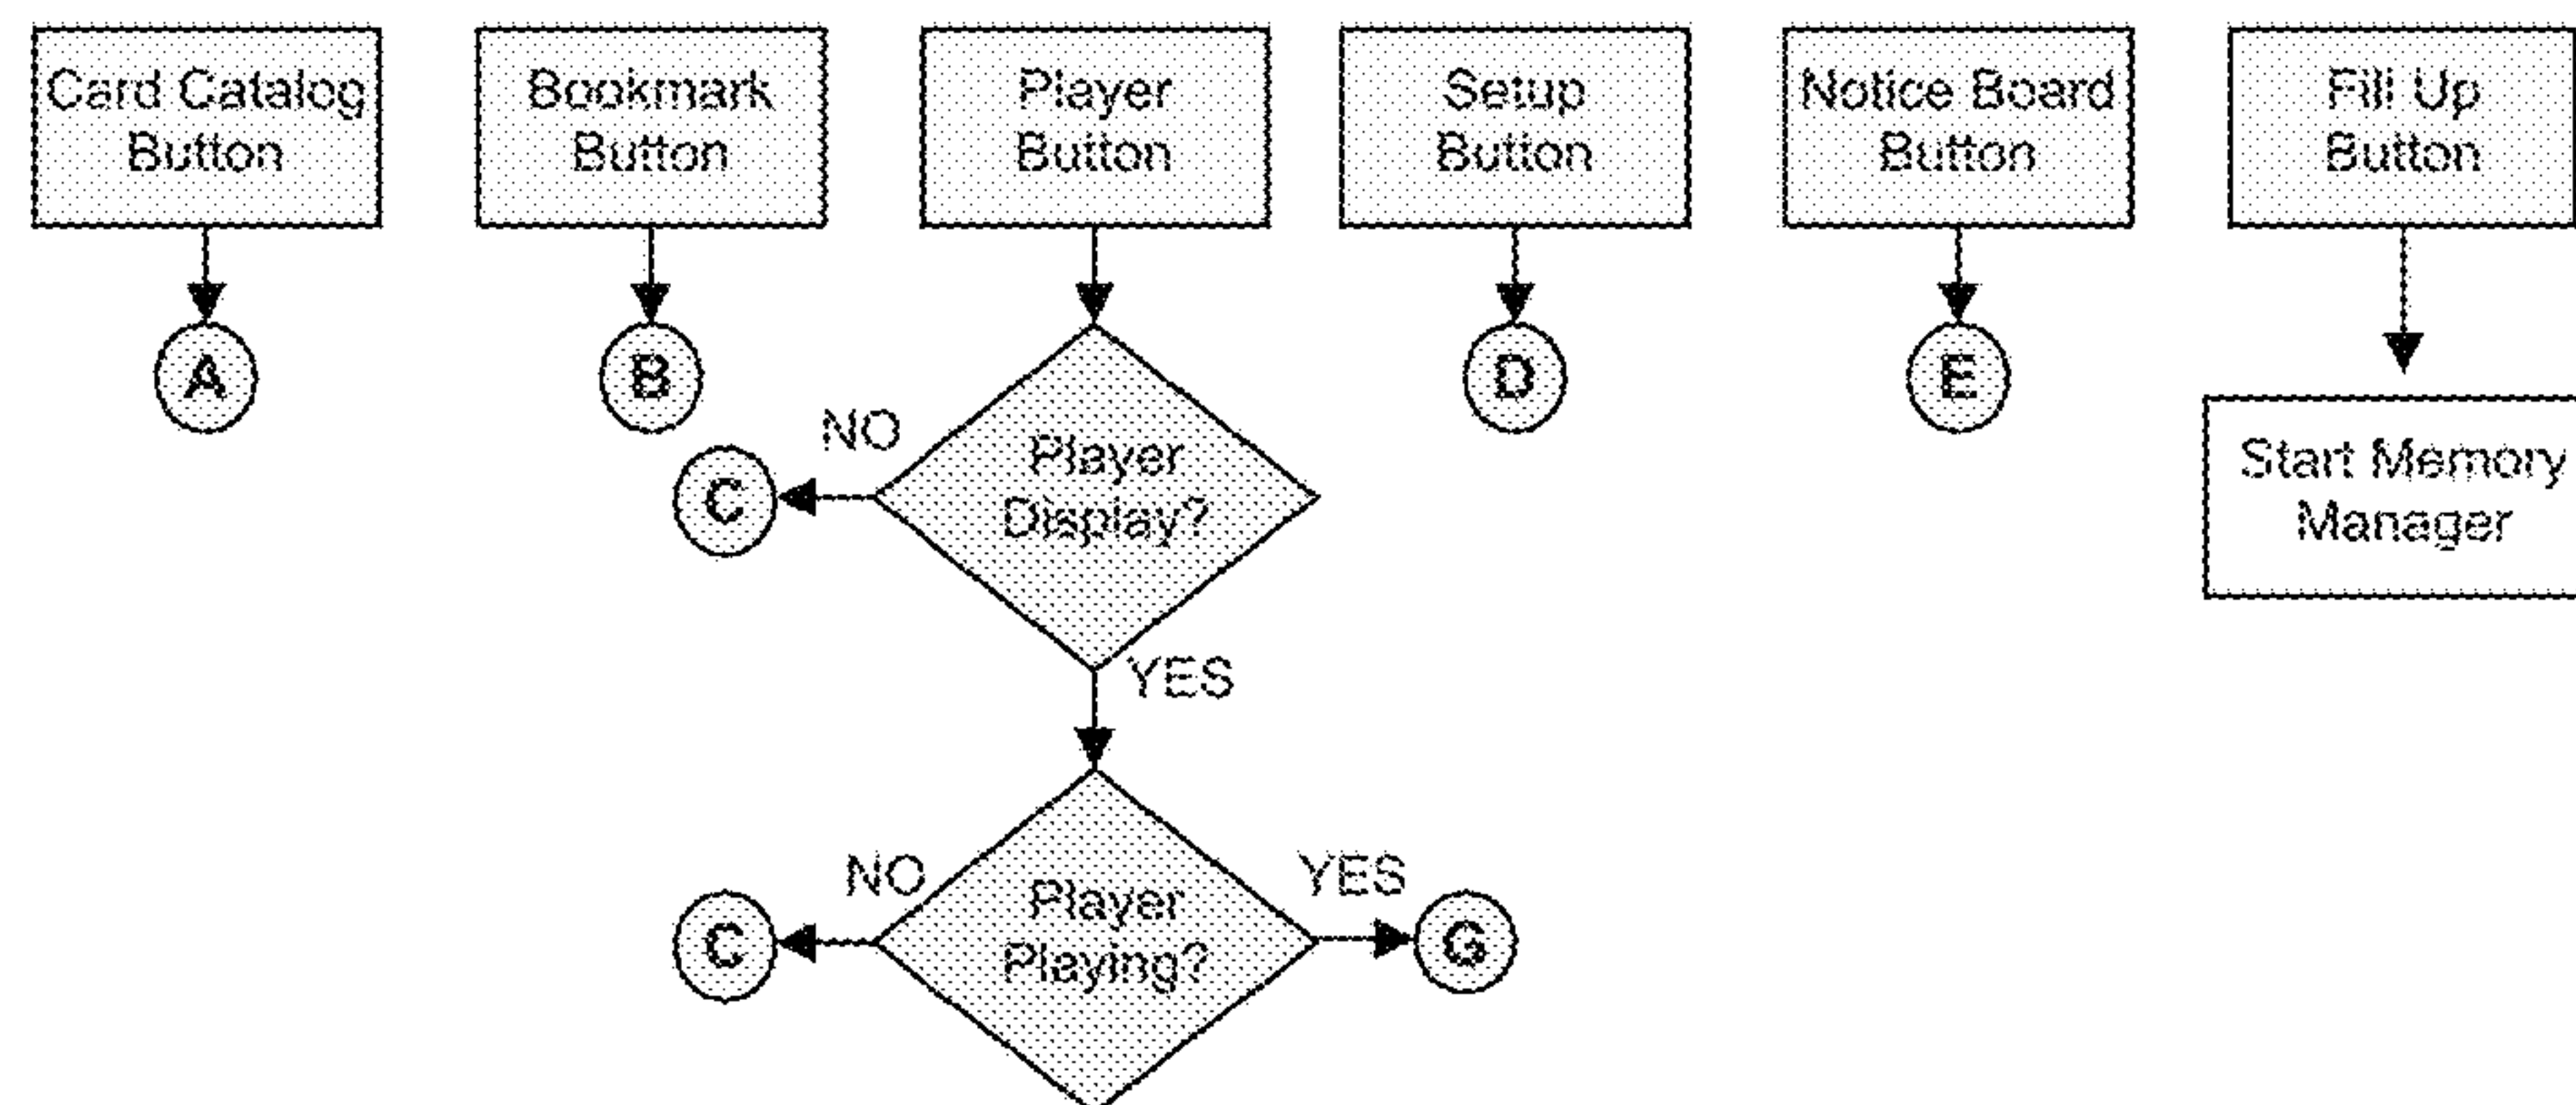 Card Catalog
Button
Bookmark
Button
Player
Button
Setup
Button
Notice Board
Button
Fill Up
Button
A
B
D
E
NO
C
Player
Display?
Start Memory
Manager
YES
NO
YES
C
Player
Playing?
G